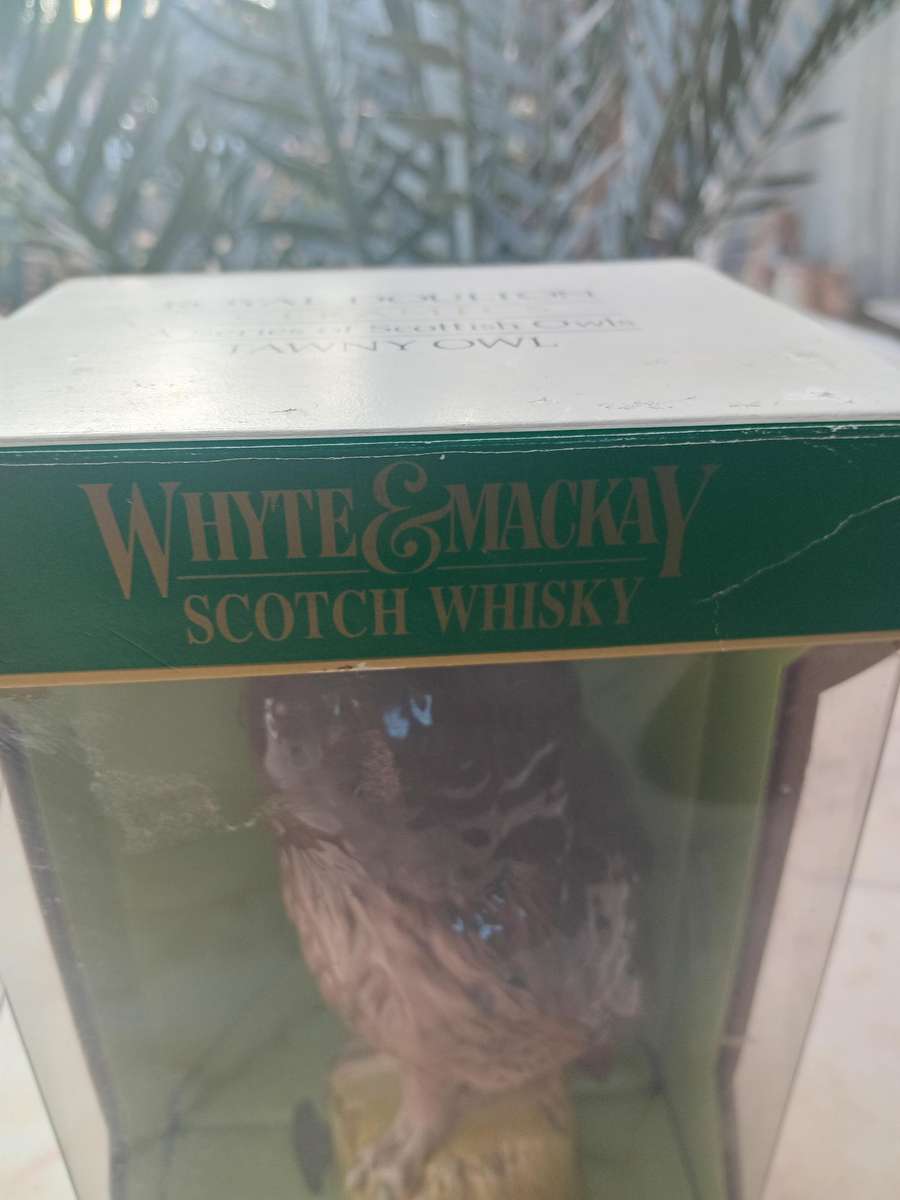 ROYAL DOULTON
Series of Scottish Owls
TAWNY OWL
WHYTE & MACKAY
SCOTCH WHISKY